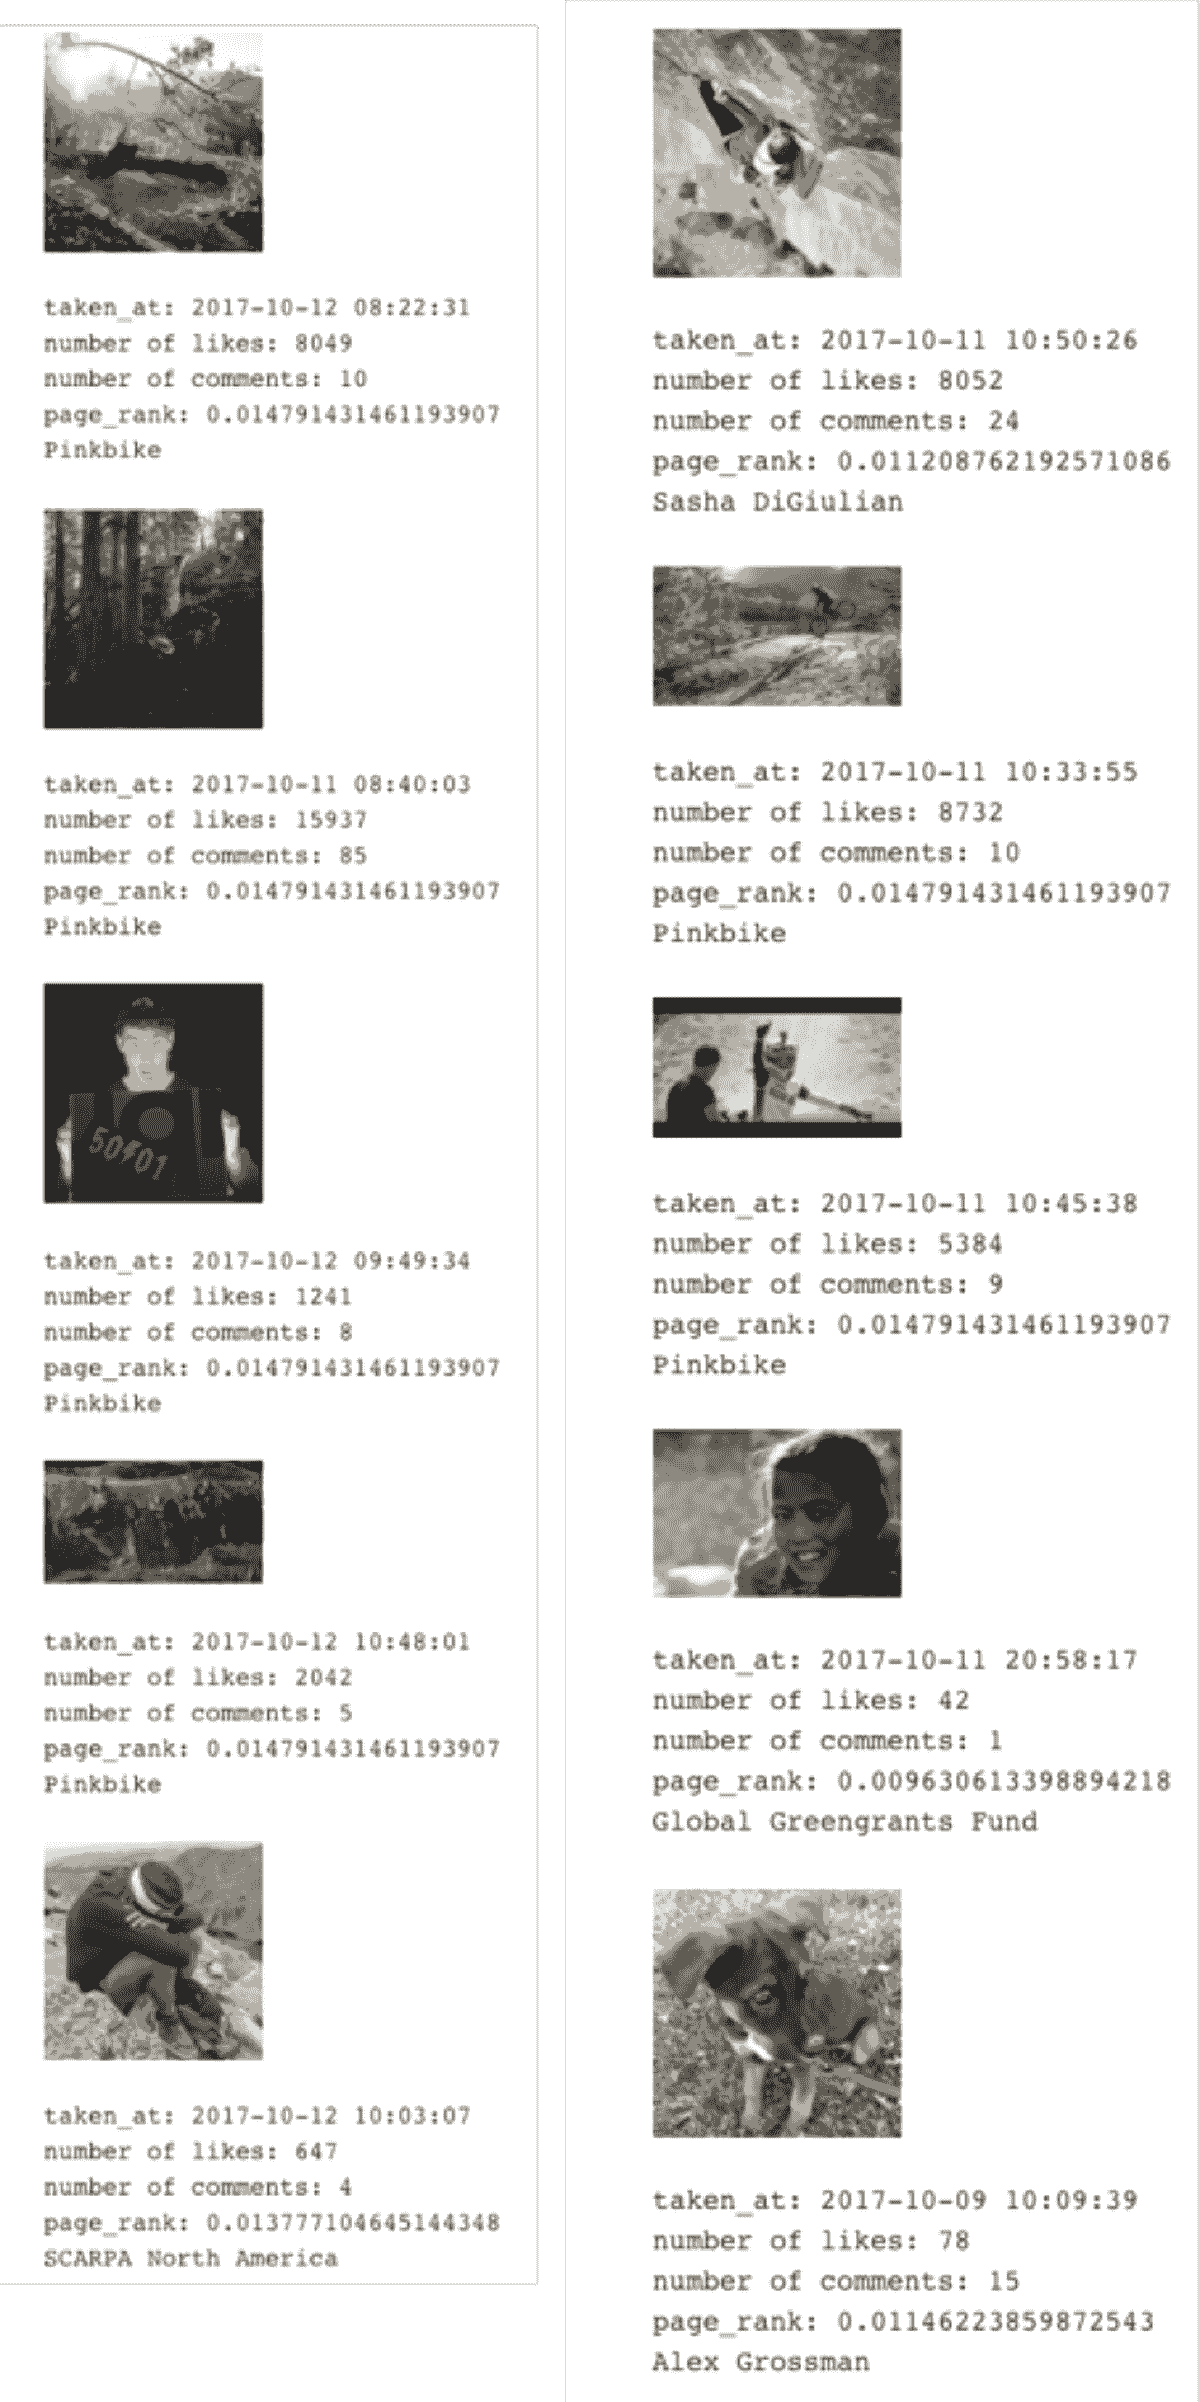 taken_at: 2017-10-12 08:22:31
number of likes: 8049
number of comments: 10
page_rank: 0.014791431461193907
Pinkbike
taken_at: 2017-10-11 08:40:03
number of likes: 15937
number of comments: 85
page_rank: 0.014791431461193907
Pinkbike
50/01
taken_at: 2017-10-12 09:49:34
number of likes: 1241
number of comments: 8
page_rank: 0.014791431461193907
Pinkbike
taken_at: 2017-10-12 10:48:01
number of likes: 2042
number of comments: 5
page_rank: 0.014791431461193907
Pinkbike
taken_at: 2017-10-12 10:03:07
number of likes: 647
number of comments: 4
page_rank: 0.013777104645144348
SCARPA North America
taken_at: 2017-10-11 10:50:26
number of likes: 8052
number of comments: 24
page_rank: 0.011208762192571086
Sasha DiGiulian
taken_at: 2017-10-11 10:33:55
number of likes: 8732
number of comments: 10
page_rank: 0.014791431461193907
Pinkbike
taken_at: 2017-10-11 10:45:38
number of likes: 5384
number of comments: 9
page_rank: 0.014791431461193907
Pinkbike
taken_at: 2017-10-11 20:58:17
number of likes: 42
number of comments: 1
page_rank: 0.009630613398894218
Global Greengrants Fund
taken_at: 2017-10-09 10:09:39
number of likes: 78
number of comments: 15
page_rank: 0.011462238598​72543
Alex Grossman